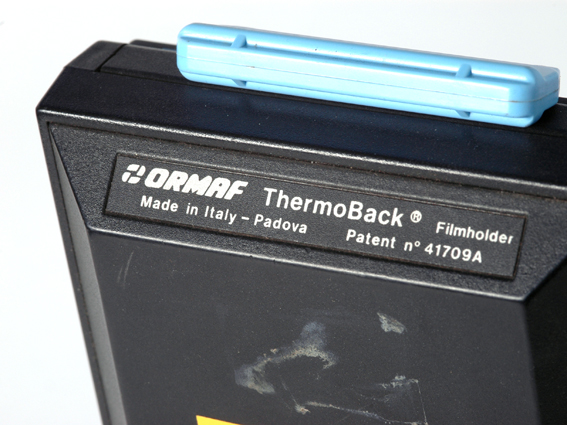 ORMAF ThermoBack® Filmholder
Made in Italy – Padova Patent n° 41709A